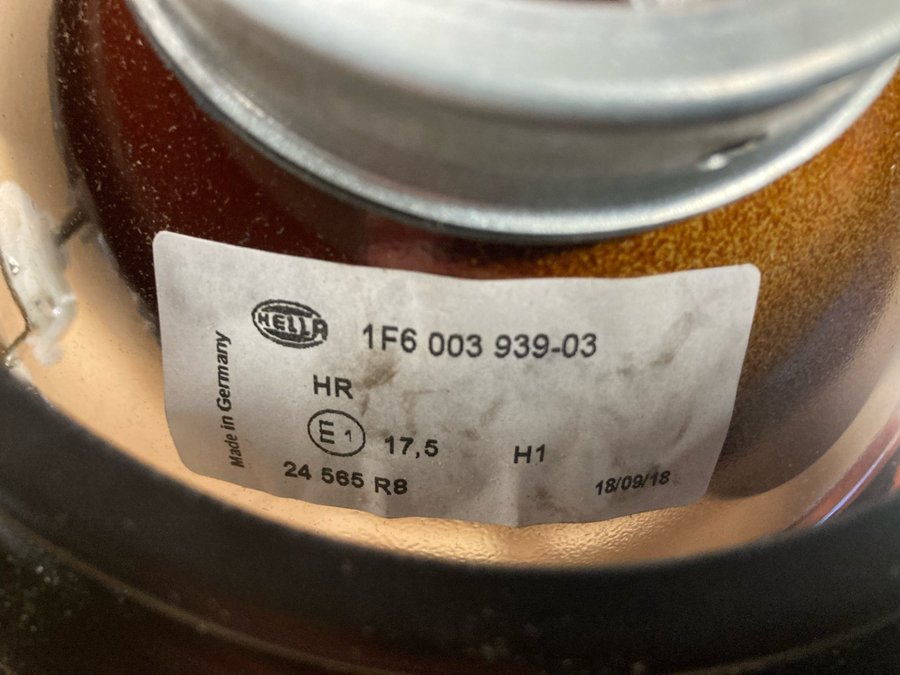 HELLA
1F6 003 939-03
Made in Germany
HR
E1
17,5
H1
24 565 R8
18/09/18